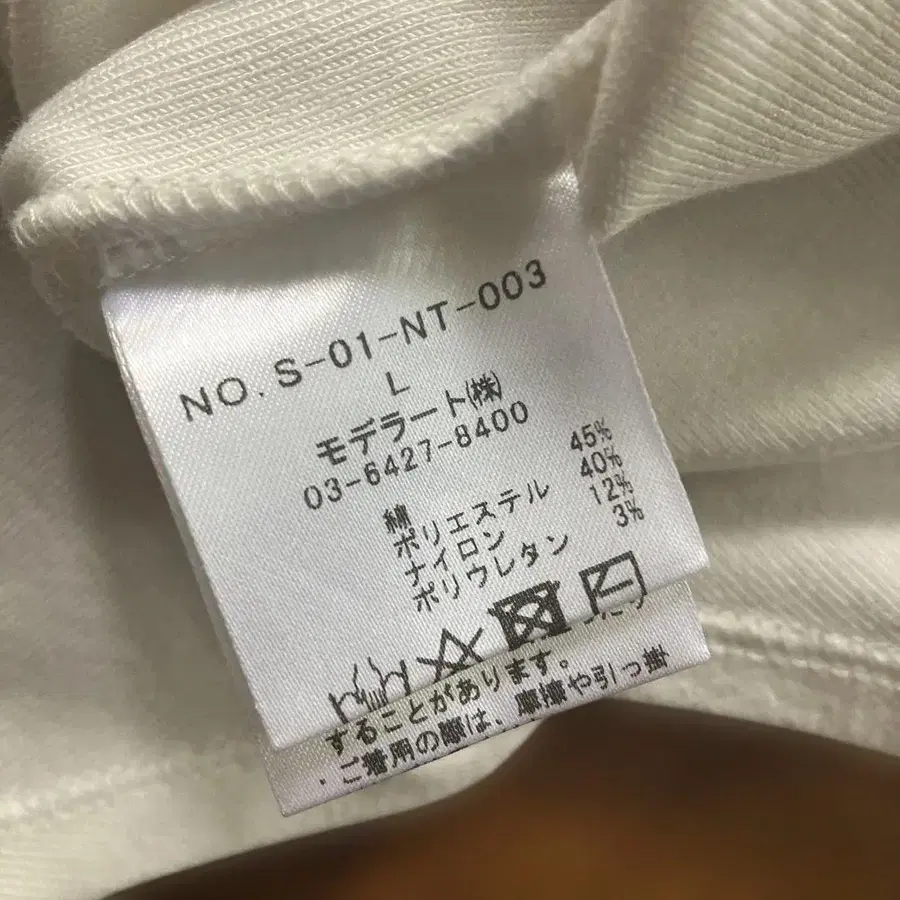 NO.S-01-NT-003
L
モデラート(株)
03-6427-8400
綿 45%
ポリエステル 40%
ナイロン 12%
ポリウレタン 3%
することがあります。
・ご着用の際は、摩擦や引っ掛